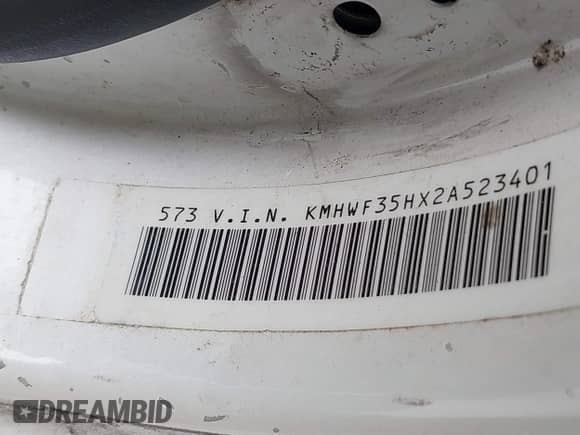 573 V.I.N. KMHWF35HX2A523401
DREAMBID